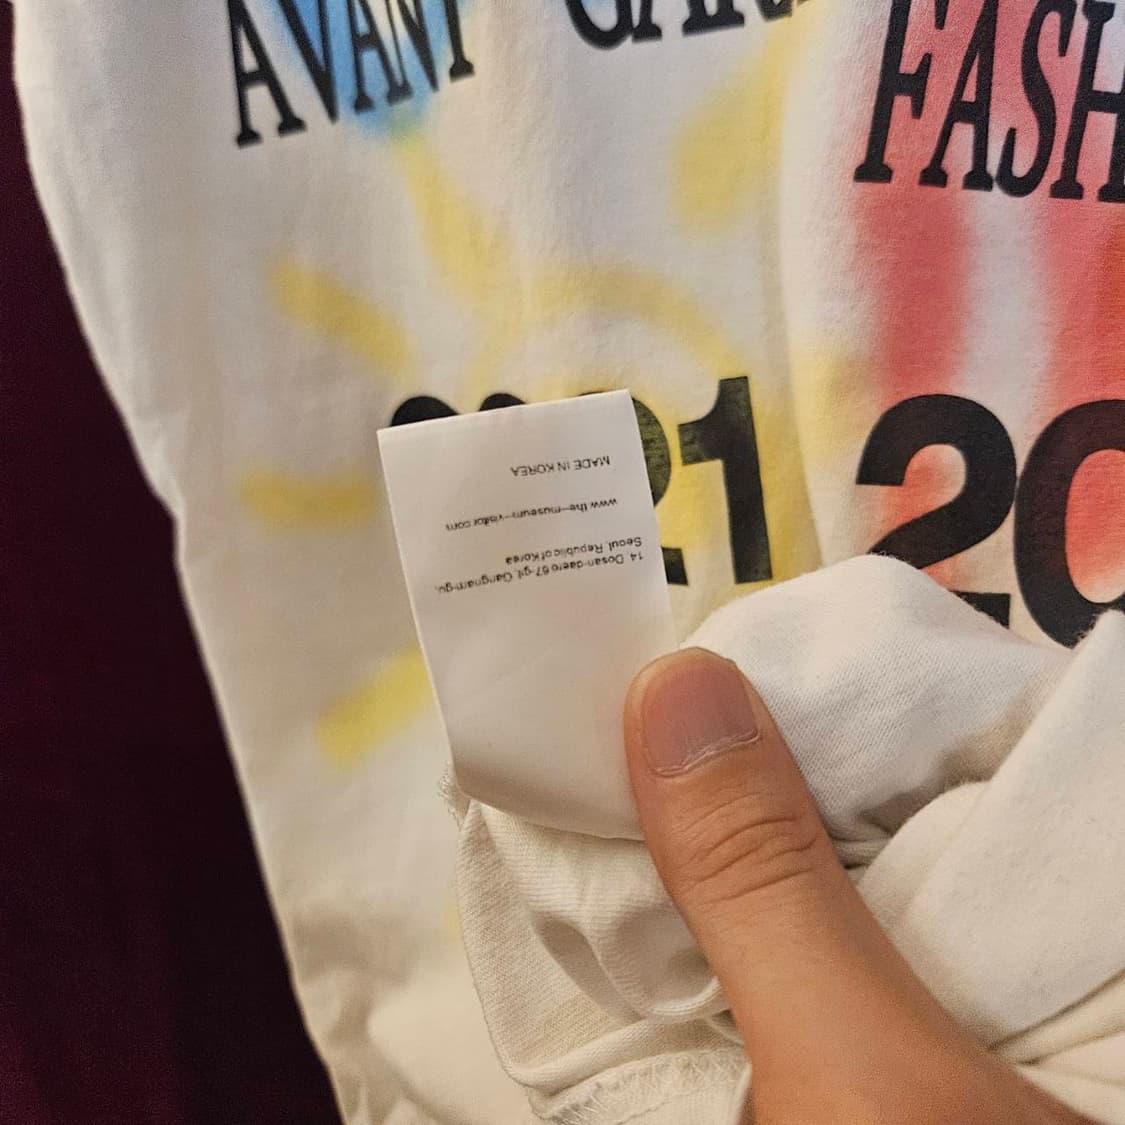 AVANT GAR
FASH
21 20
14, Dosan-daero 67-gil, Gangnam-gu,
Seoul, Republic of Korea
www.the-museum-visitor.com
MADE IN KOREA